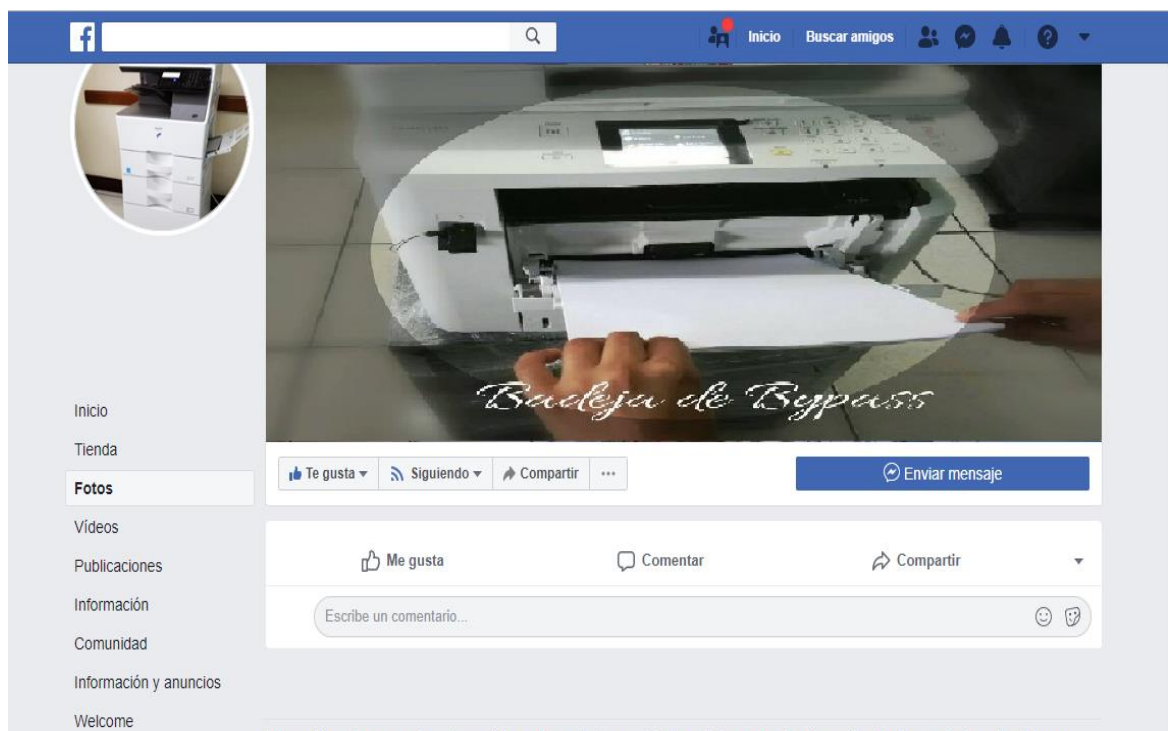 f
Inicio Buscar amigos
Badeja de Bypass
Inicio
Tienda
Fotos
Vídeos
Publicaciones
Información
Comunidad
Información y anuncios
Welcome
Te gusta Siguiendo Compartir ...
Enviar mensaje
Me gusta Comentar Compartir
Escribe un comentario...